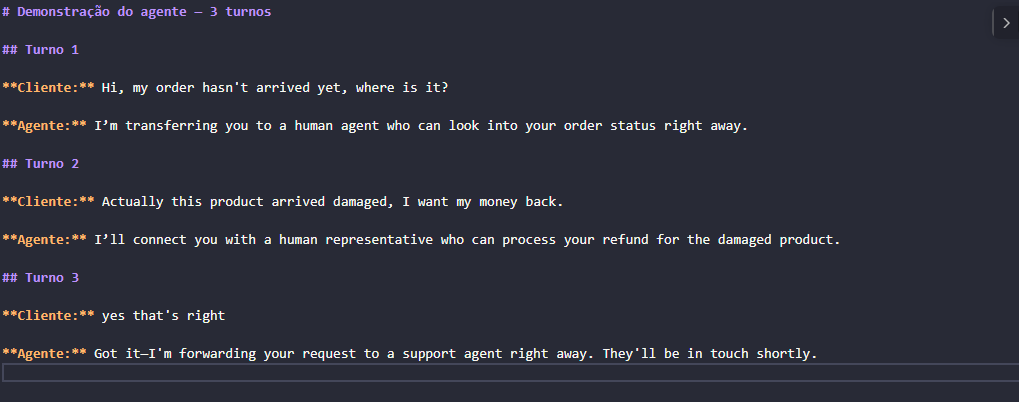 # Demonstração do agente — 3 turnos
## Turno 1
**Cliente:** Hi, my order hasn't arrived yet, where is it?
**Agente:** I’m transferring you to a human agent who can look into your order status right away.
## Turno 2
**Cliente:** Actually this product arrived damaged, I want my money back.
**Agente:** I’ll connect you with a human representative who can process your refund for the damaged product.
## Turno 3
**Cliente:** yes that's right
**Agente:** Got it—I'm forwarding your request to a support agent right away. They'll be in touch shortly.